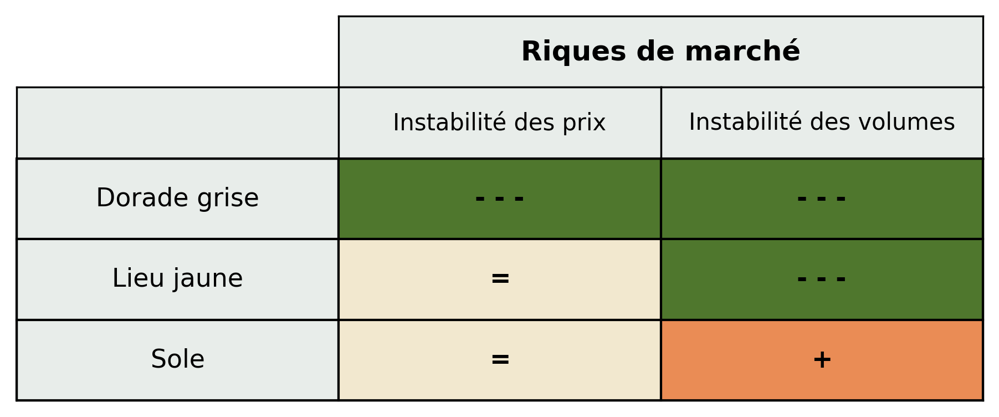 Riques de marché
Instabilité des prix Instabilité des volumes
Dorade grise - - - - - -
Lieu jaune = - - -
Sole = +